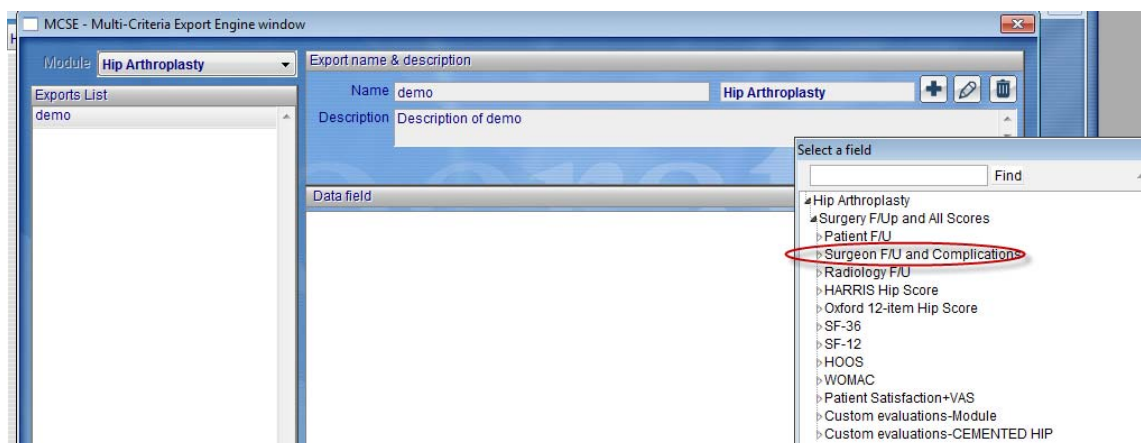 MCSE - Multi-Criteria Export Engine window
Module Hip Arthroplasty
Exports List
demo
Export name & description
Name demo Hip Arthroplasty
Description Description of demo
Data field
Select a field
Find
Hip Arthroplasty
Surgery F/Up and All Scores
Patient F/U
Surgeon F/U and Complications
Radiology F/U
HARRIS Hip Score
Oxford 12-item Hip Score
SF-36
SF-12
HOOS
WOMAC
Patient Satisfaction+VAS
Custom evaluations-Module
Custom evaluations-CEMENTED HIP